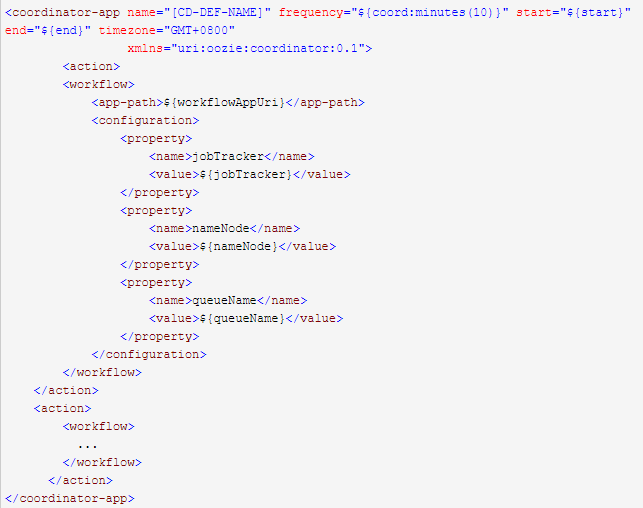 <coordinator-app name="[CD-DEF-NAME]" frequency="${coord:minutes(10)}" start="${start}"
end="${end}" timezone="GMT+0800"
xmlns="uri:oozie:coordinator:0.1">
<action>
<workflow>
<app-path>${workflowAppUri}</app-path>
<configuration>
<property>
<name>jobTracker</name>
<value>${jobTracker}</value>
</property>
<property>
<name>nameNode</name>
<value>${nameNode}</value>
</property>
<property>
<name>queueName</name>
<value>${queueName}</value>
</property>
</configuration>
</workflow>
</action>
<action>
<workflow>
...
</workflow>
</action>
</coordinator-app>